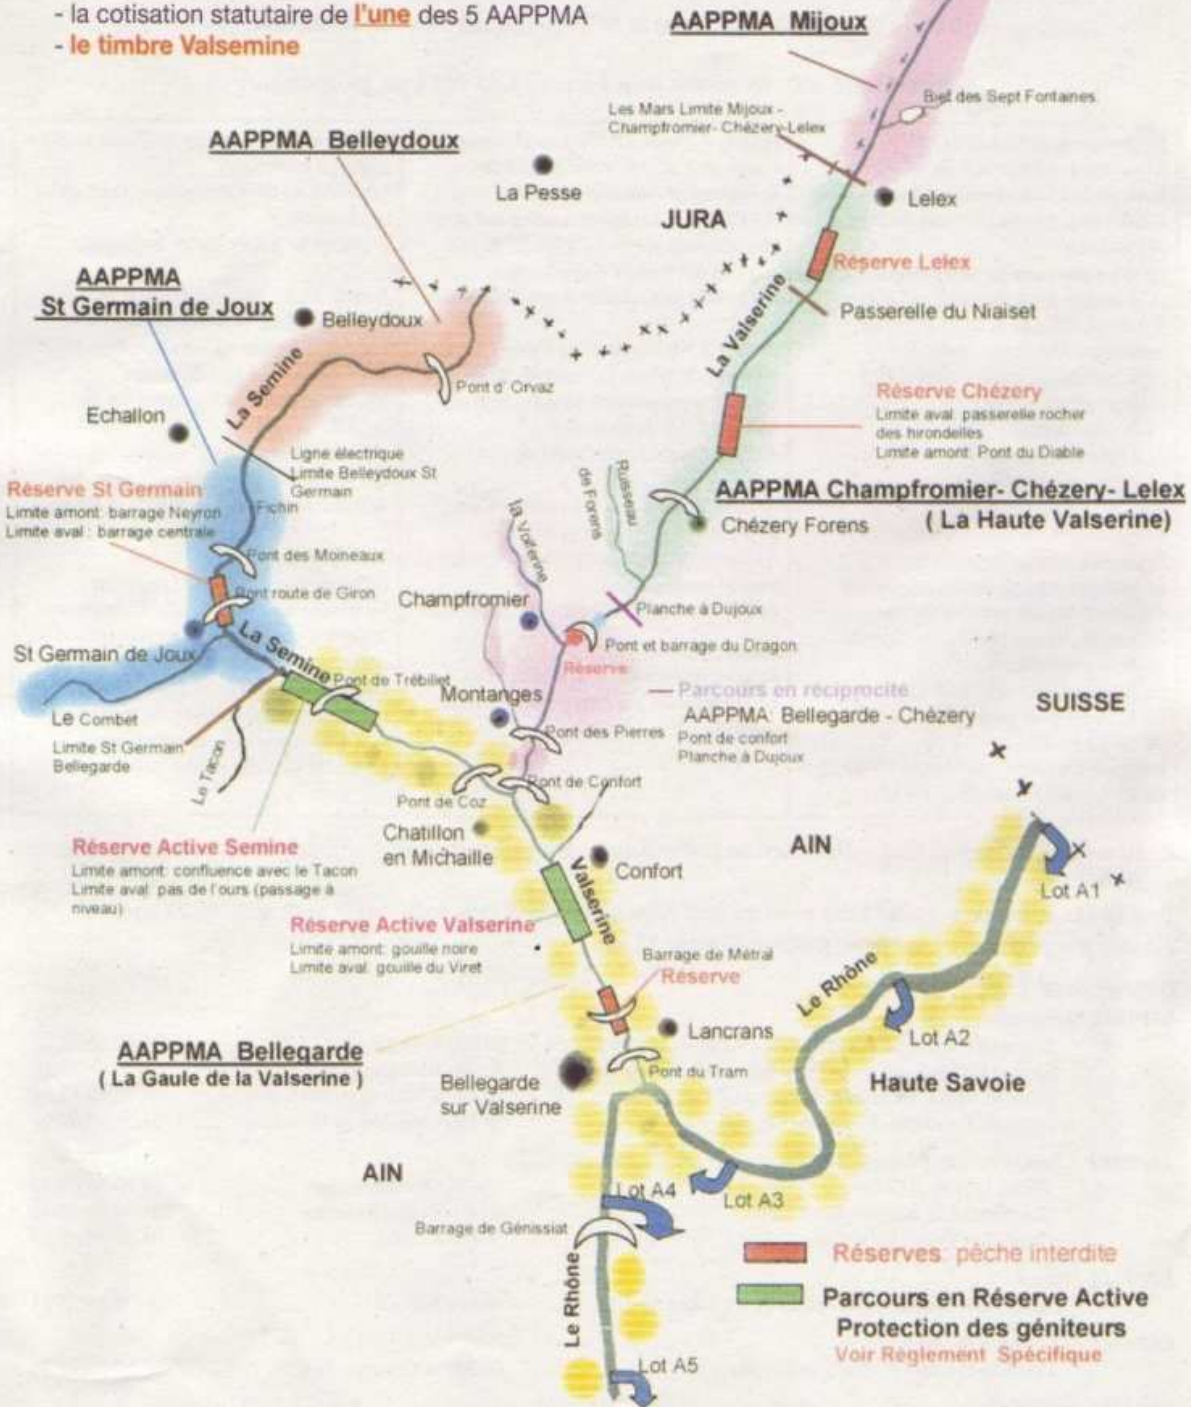 - la cotisation statutaire de l'une des 5 AAPPMA
- le timbre Valsemine
AAPPMA Mijoux
Bief des Sept Fontaines
Les Mars Limite Mijoux -
Champfromier- Chézery-Lelex
AAPPMA Belleydoux
La Pesse
Lelex
JURA
Réserve Lelex
AAPPMA
St Germain de Joux
Belleydoux
La Valserine
Passerelle du Niaiset
La Semine
Pont d' Orvaz
Echallon
Réserve Chézery
Limite aval: passerelle rocher
des hirondelles
Limite amont: Pont du Diable
Ligne électrique
Limite Belleydoux St
Germain
Réserve St Germain
Limite amont: barrage Neyron
Limite aval : barrage centrale
Fichin
la Volferine
Ruisseau
de Forens
AAPPMA Champfromier- Chézery- Lelex
( La Haute Valserine)
Chézery Forens
Pont des Moineaux
Pont route de Giron
Champfromier
Planche à Dujoux
St Germain de Joux
La Semine
Pont et barrage du Dragon
Réserve
Pont de Trébillet
Montanges
Parcours en réciprocité
AAPPMA: Bellegarde - Chézery
Pont de confort
Planche à Dujoux
SUISSE
Le Combet
Limite St Germain
Bellegarde
Le Tacon
Pont des Pierres
Pont de Confort
Pont de Coz
Chatillon
en Michaille
Réserve Active Semine
Limite amont: confluence avec le Tacon
Limite aval: pas de l'ours (passage à
niveau)
AIN
Confort
Lot A1
Valserine
Réserve Active Valserine
Limite amont: gouille noire
Limite aval: gouille du Viret
Barrage de Métral
Réserve
Le Rhône
Lancrans
Lot A2
AAPPMA Bellegarde
( La Gaule de la Valserine )
Pont du Tram
Bellegarde
sur Valserine
Haute Savoie
AIN
Lot A4
Lot A3
Barrage de Génissiat
Le Rhône
Réserves: pêche interdite
Parcours en Réserve Active
Protection des géniteurs
Voir Règlement Spécifique
Lot A5